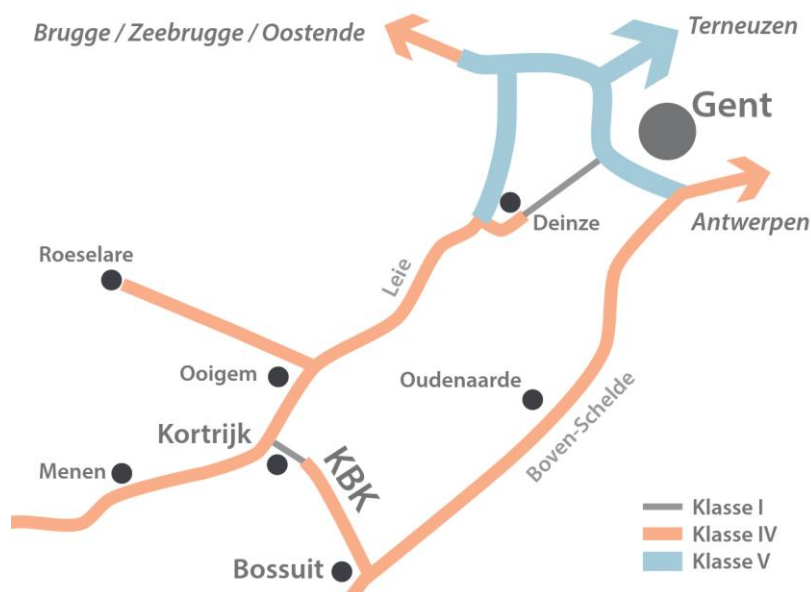 Brugge / Zeebrugge / Oostende
Terneuzen
Gent
Deinze
Antwerpen
Roeselare
Leie
Ooigem
Oudenaarde
Kortrijk
KBK
Boven-Schelde
Menen
Bossuit
Klasse I
Klasse IV
Klasse V